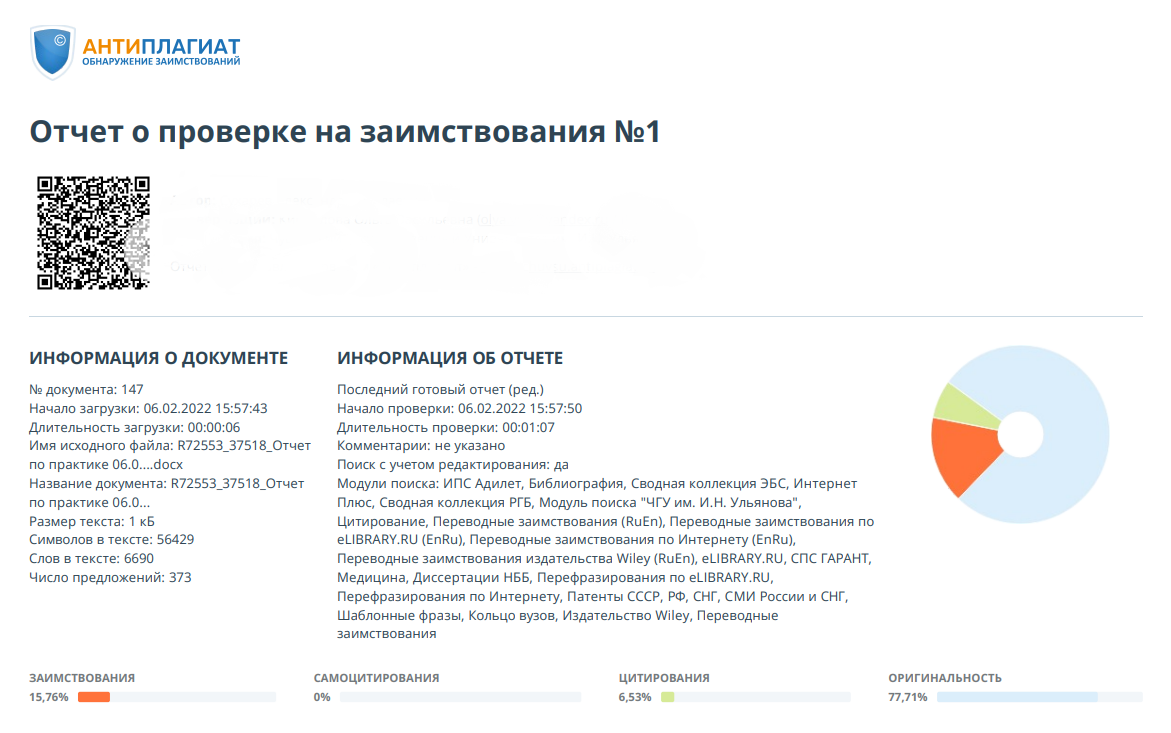 ©
АНТИПЛАГИАТ
ОБНАРУЖЕНИЕ ЗАИМСТВОВАНИЙ
Отчет о проверке на заимствования №1
ИНФОРМАЦИЯ О ДОКУМЕНТЕ
№ документа: 147
Начало загрузки: 06.02.2022 15:57:43
Длительность загрузки: 00:00:06
Имя исходного файла: R72553_37518_Отчет
по практике 06.0....docx
Название документа: R72553_37518_Отчет
по практике 06.0...
Размер текста: 1 кБ
Символов в тексте: 56429
Слов в тексте: 6690
Число предложений: 373
ИНФОРМАЦИЯ ОБ ОТЧЕТЕ
Последний готовый отчет (ред.)
Начало проверки: 06.02.2022 15:57:50
Длительность проверки: 00:01:07
Комментарии: не указано
Поиск с учетом редактирования: да
Модули поиска: ИПС Адилет, Библиография, Сводная коллекция ЭБС, Интернет
Плюс, Сводная коллекция РГБ, Модуль поиска "ЧГУ им. И.Н. Ульянова",
Цитирование, Переводные заимствования (RuEn), Переводные заимствования по
eLIBRARY.RU (EnRu), Переводные заимствования по Интернету (EnRu),
Переводные заимствования издательства Wiley (RuEn), eLIBRARY.RU, СПС ГАРАНТ,
Медицина, Диссертации НББ, Перефразирования по eLIBRARY.RU,
Перефразирования по Интернету, Патенты СССР, РФ, СНГ, СМИ России и СНГ,
Шаблонные фразы, Кольцо вузов, Издательство Wiley, Переводные
заимствования
ЗАИМСТВОВАНИЯ
15,76%
САМОЦИТИРОВАНИЯ
0%
ЦИТИРОВАНИЯ
6,53%
ОРИГИНАЛЬНОСТЬ
77,71%